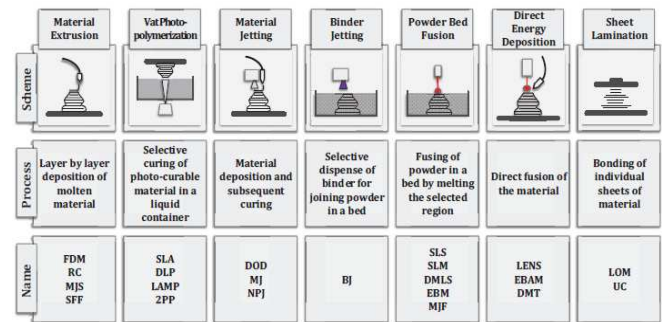 Material
Extrusion
Vat Photo-
polymerization
Material
Jetting
Binder
Jetting
Powder Bed
Fusion
Direct
Energy
Deposition
Sheet
Lamination
Scheme
Process
Layer by layer
deposition of
molten
material
Selective
curing of
photo-curable
material in a
liquid
container
Material
deposition and
subsequent
curing
Selective
dispense of
binder for
joining powder
in a bed
Fusing of
powder in a
bed by melting
the selected
region
Direct fusion of
the material
Bonding of
individual
sheets of
material
Name
FDM
RC
MJS
SFF
SLA
DLP
LAMP
2PP
DOD
MJ
NPJ
BJ
SLS
SLM
DMLS
EBM
MJF
LENS
EBAM
DMT
LOM
UC